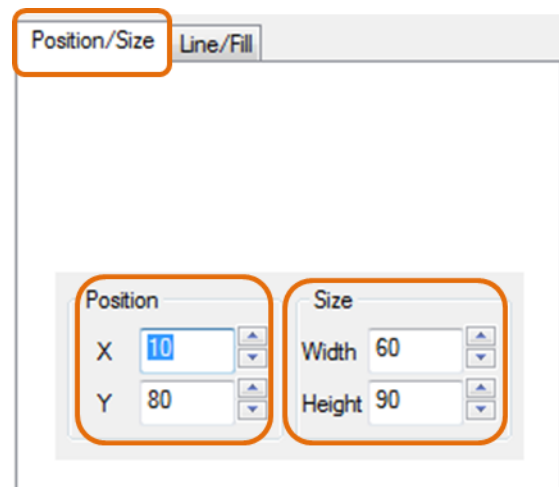 Position/Size Line/Fill
Position Size
X 10 Width 60
Y 80 Height 90